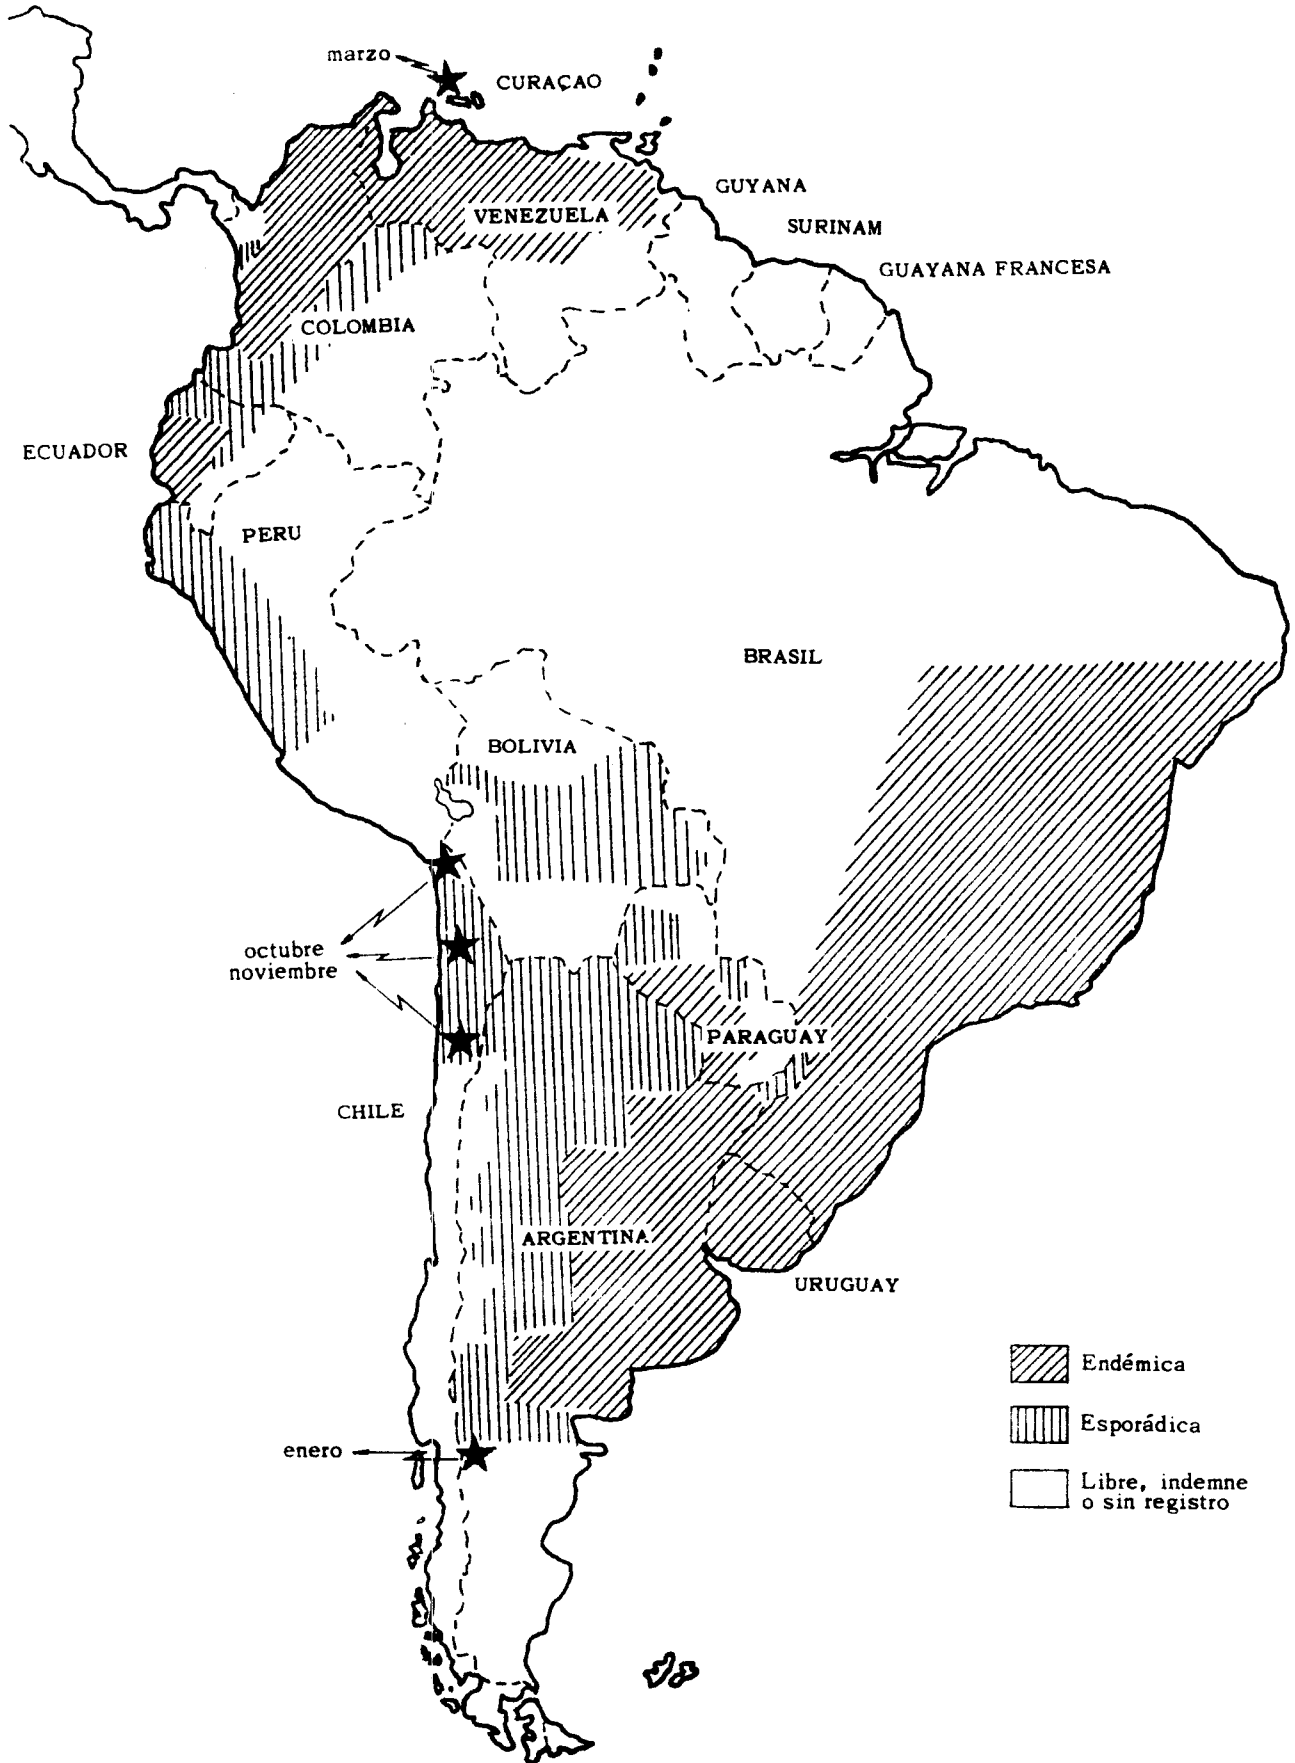 marzo
CURAÇAO
GUYANA
VENEZUELA
SURINAM
GUAYANA FRANCESA
COLOMBIA
ECUADOR
PERU
BRASIL
BOLIVIA
octubre
noviembre
PARAGUAY
CHILE
ARGENTINA
URUGUAY
Endémica
Esporádica
enero
Libre, indemne
o sin registro